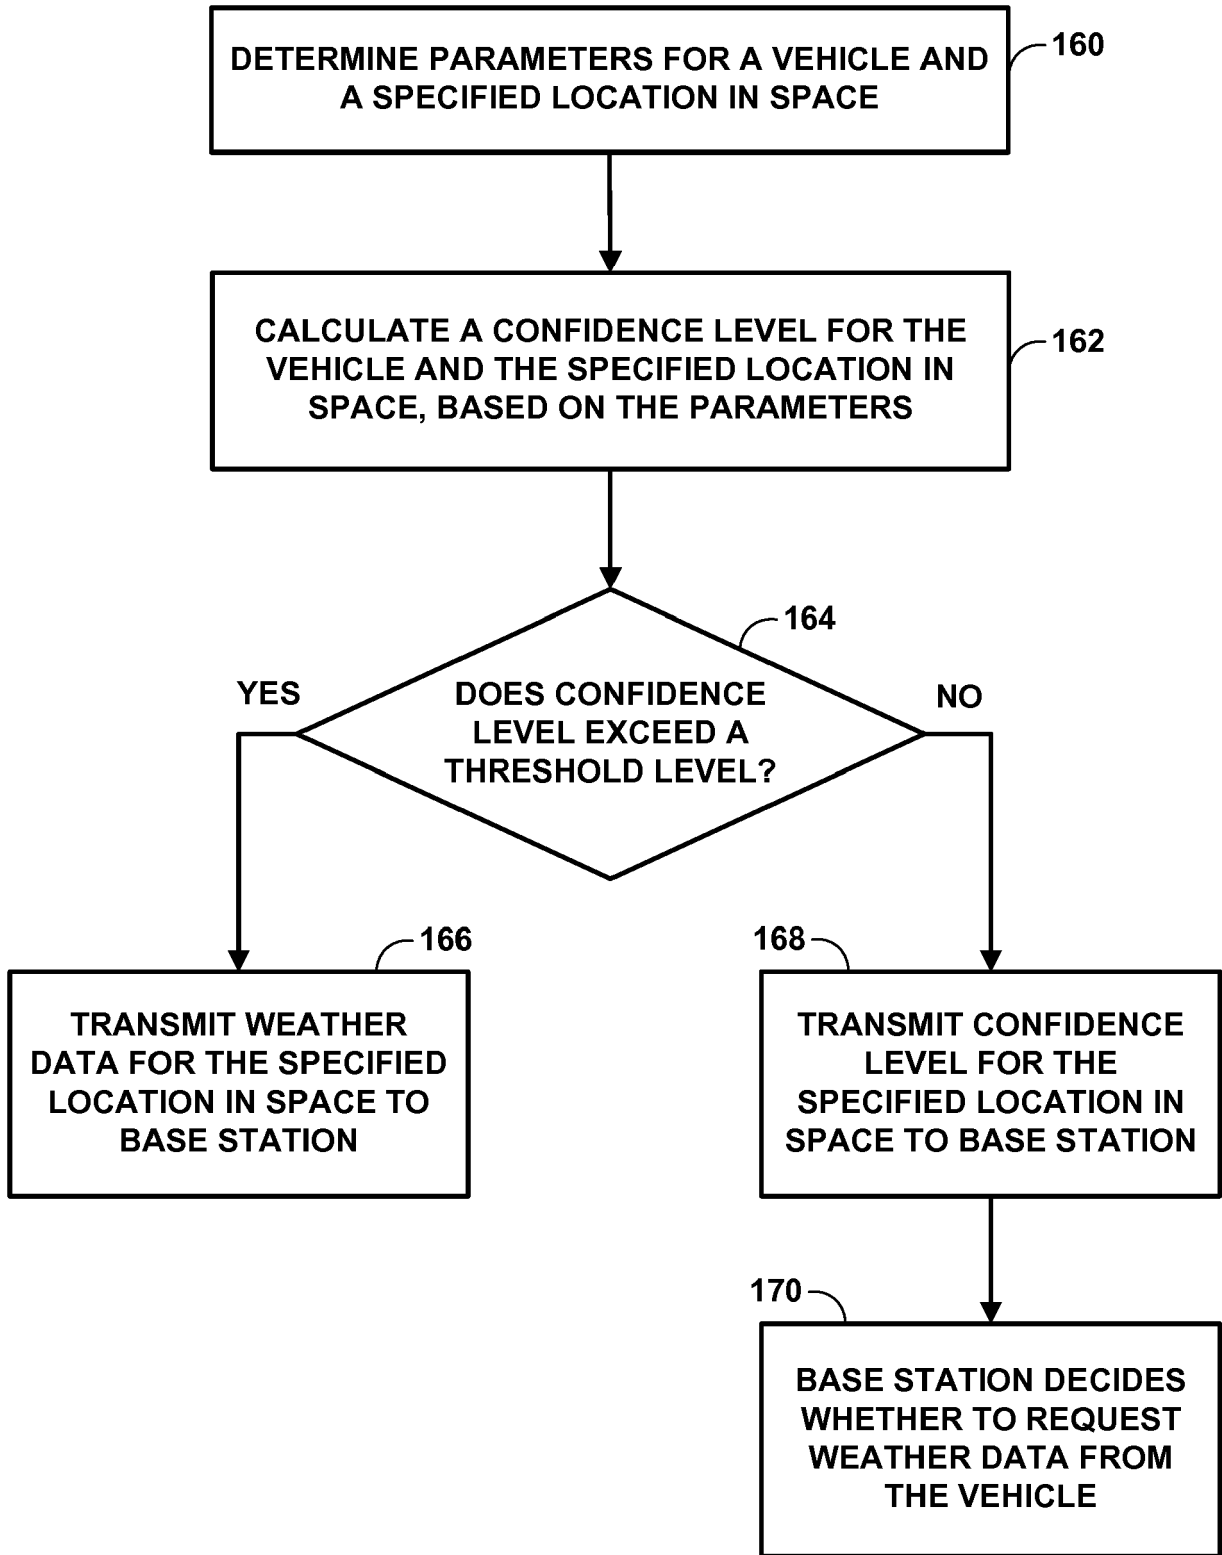 DETERMINE PARAMETERS FOR A VEHICLE AND
A SPECIFIED LOCATION IN SPACE
160
CALCULATE A CONFIDENCE LEVEL FOR THE
VEHICLE AND THE SPECIFIED LOCATION IN
SPACE, BASED ON THE PARAMETERS
162
164
DOES CONFIDENCE
LEVEL EXCEED A
THRESHOLD LEVEL?
YES
NO
166
TRANSMIT WEATHER
DATA FOR THE SPECIFIED
LOCATION IN SPACE TO
BASE STATION
168
TRANSMIT CONFIDENCE
LEVEL FOR THE
SPECIFIED LOCATION IN
SPACE TO BASE STATION
170
BASE STATION DECIDES
WHETHER TO REQUEST
WEATHER DATA FROM
THE VEHICLE